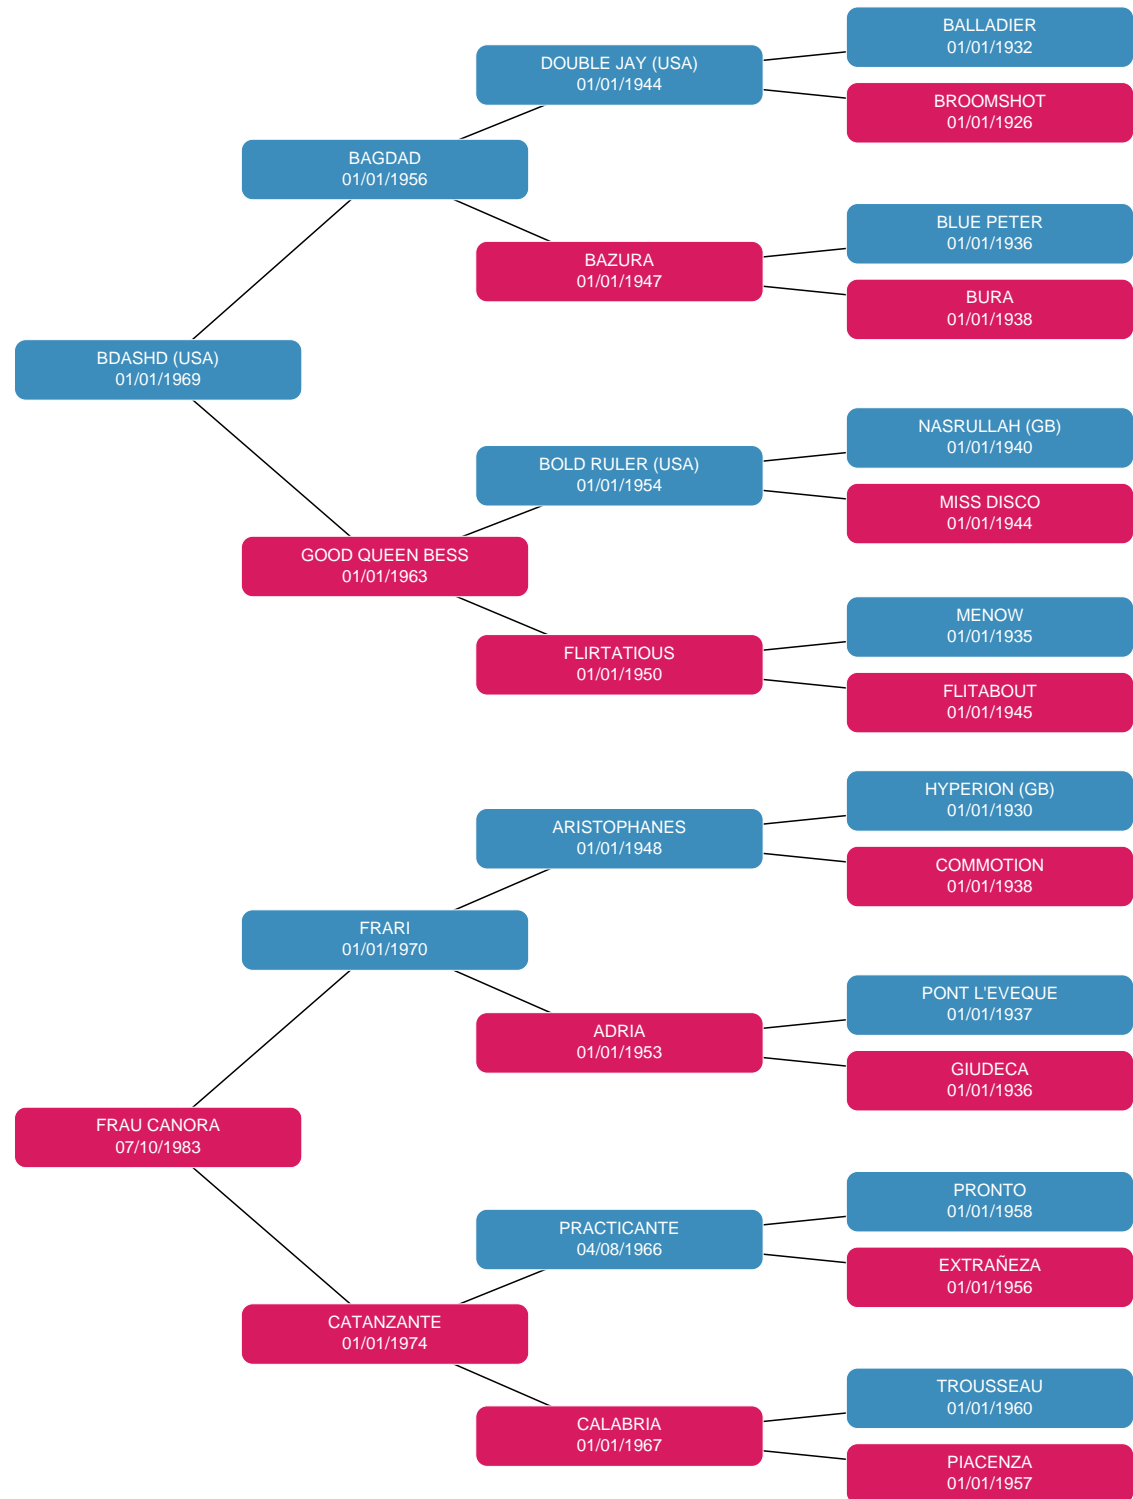 BALLADIER
01/01/1932
DOUBLE JAY (USA)
01/01/1944
BROOMSHOT
01/01/1926
BAGDAD
01/01/1956
BLUE PETER
01/01/1936
BAZURA
01/01/1947
BURA
01/01/1938
BDASHD (USA)
01/01/1969
NASRULLAH (GB)
01/01/1940
BOLD RULER (USA)
01/01/1954
MISS DISCO
01/01/1944
GOOD QUEEN BESS
01/01/1963
MENOW
01/01/1935
FLIRTATIOUS
01/01/1950
FLITABOUT
01/01/1945
HYPERION (GB)
01/01/1930
ARISTOPHANES
01/01/1948
COMMOTION
01/01/1938
FRARI
01/01/1970
PONT L'EVEQUE
01/01/1937
ADRIA
01/01/1953
GIUDECA
01/01/1936
FRAU CANORA
07/10/1983
PRONTO
01/01/1958
PRACTICANTE
04/08/1966
EXTRAÑEZA
01/01/1956
CATANZANTE
01/01/1974
TROUSSEAU
01/01/1960
CALABRIA
01/01/1967
PIACENZA
01/01/1957